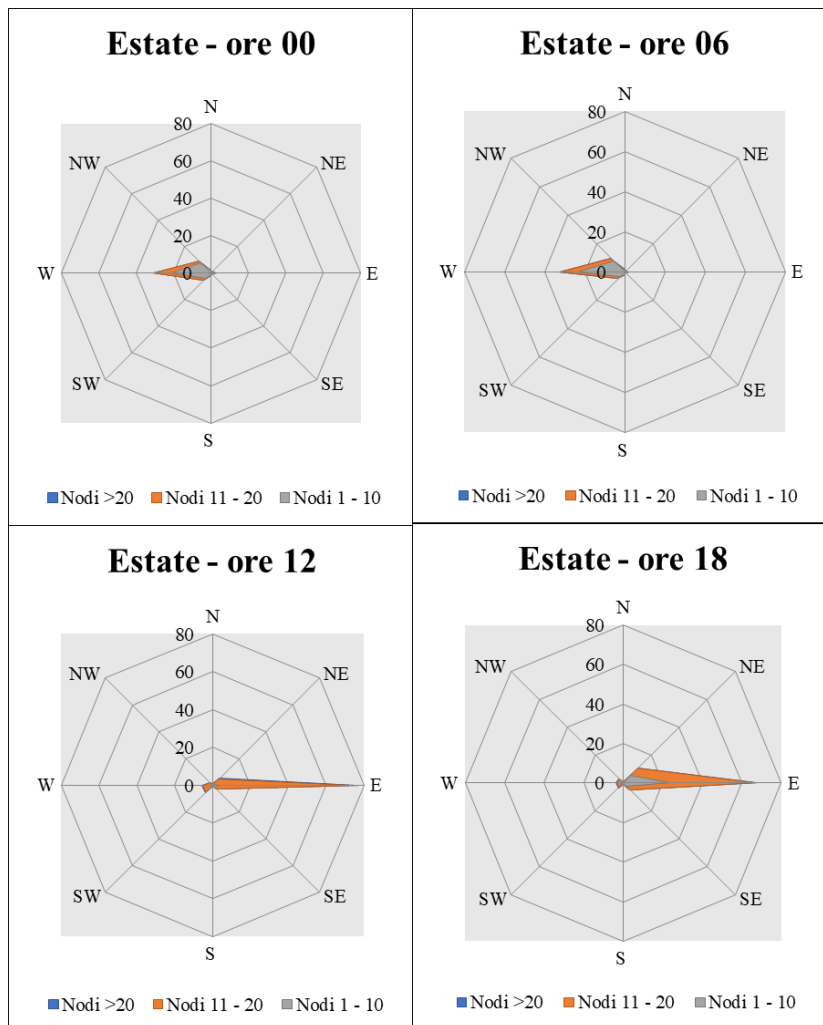 Estate - ore 00
N
80
NW
NE
60
40
20
W
0
E
SW
SE
S
Nodi >20 Nodi 11 - 20 Nodi 1 - 10
Estate - ore 06
N
80
NW
NE
60
40
20
W
0
E
SW
SE
S
Nodi >20 Nodi 11 - 20 Nodi 1 - 10
Estate - ore 12
N
80
NW
NE
60
40
20
W
0
E
SW
SE
S
Nodi >20 Nodi 11 - 20 Nodi 1 - 10
Estate - ore 18
N
80
NW
NE
60
40
20
W
0
E
SW
SE
S
Nodi >20 Nodi 11 - 20 Nodi 1 - 10